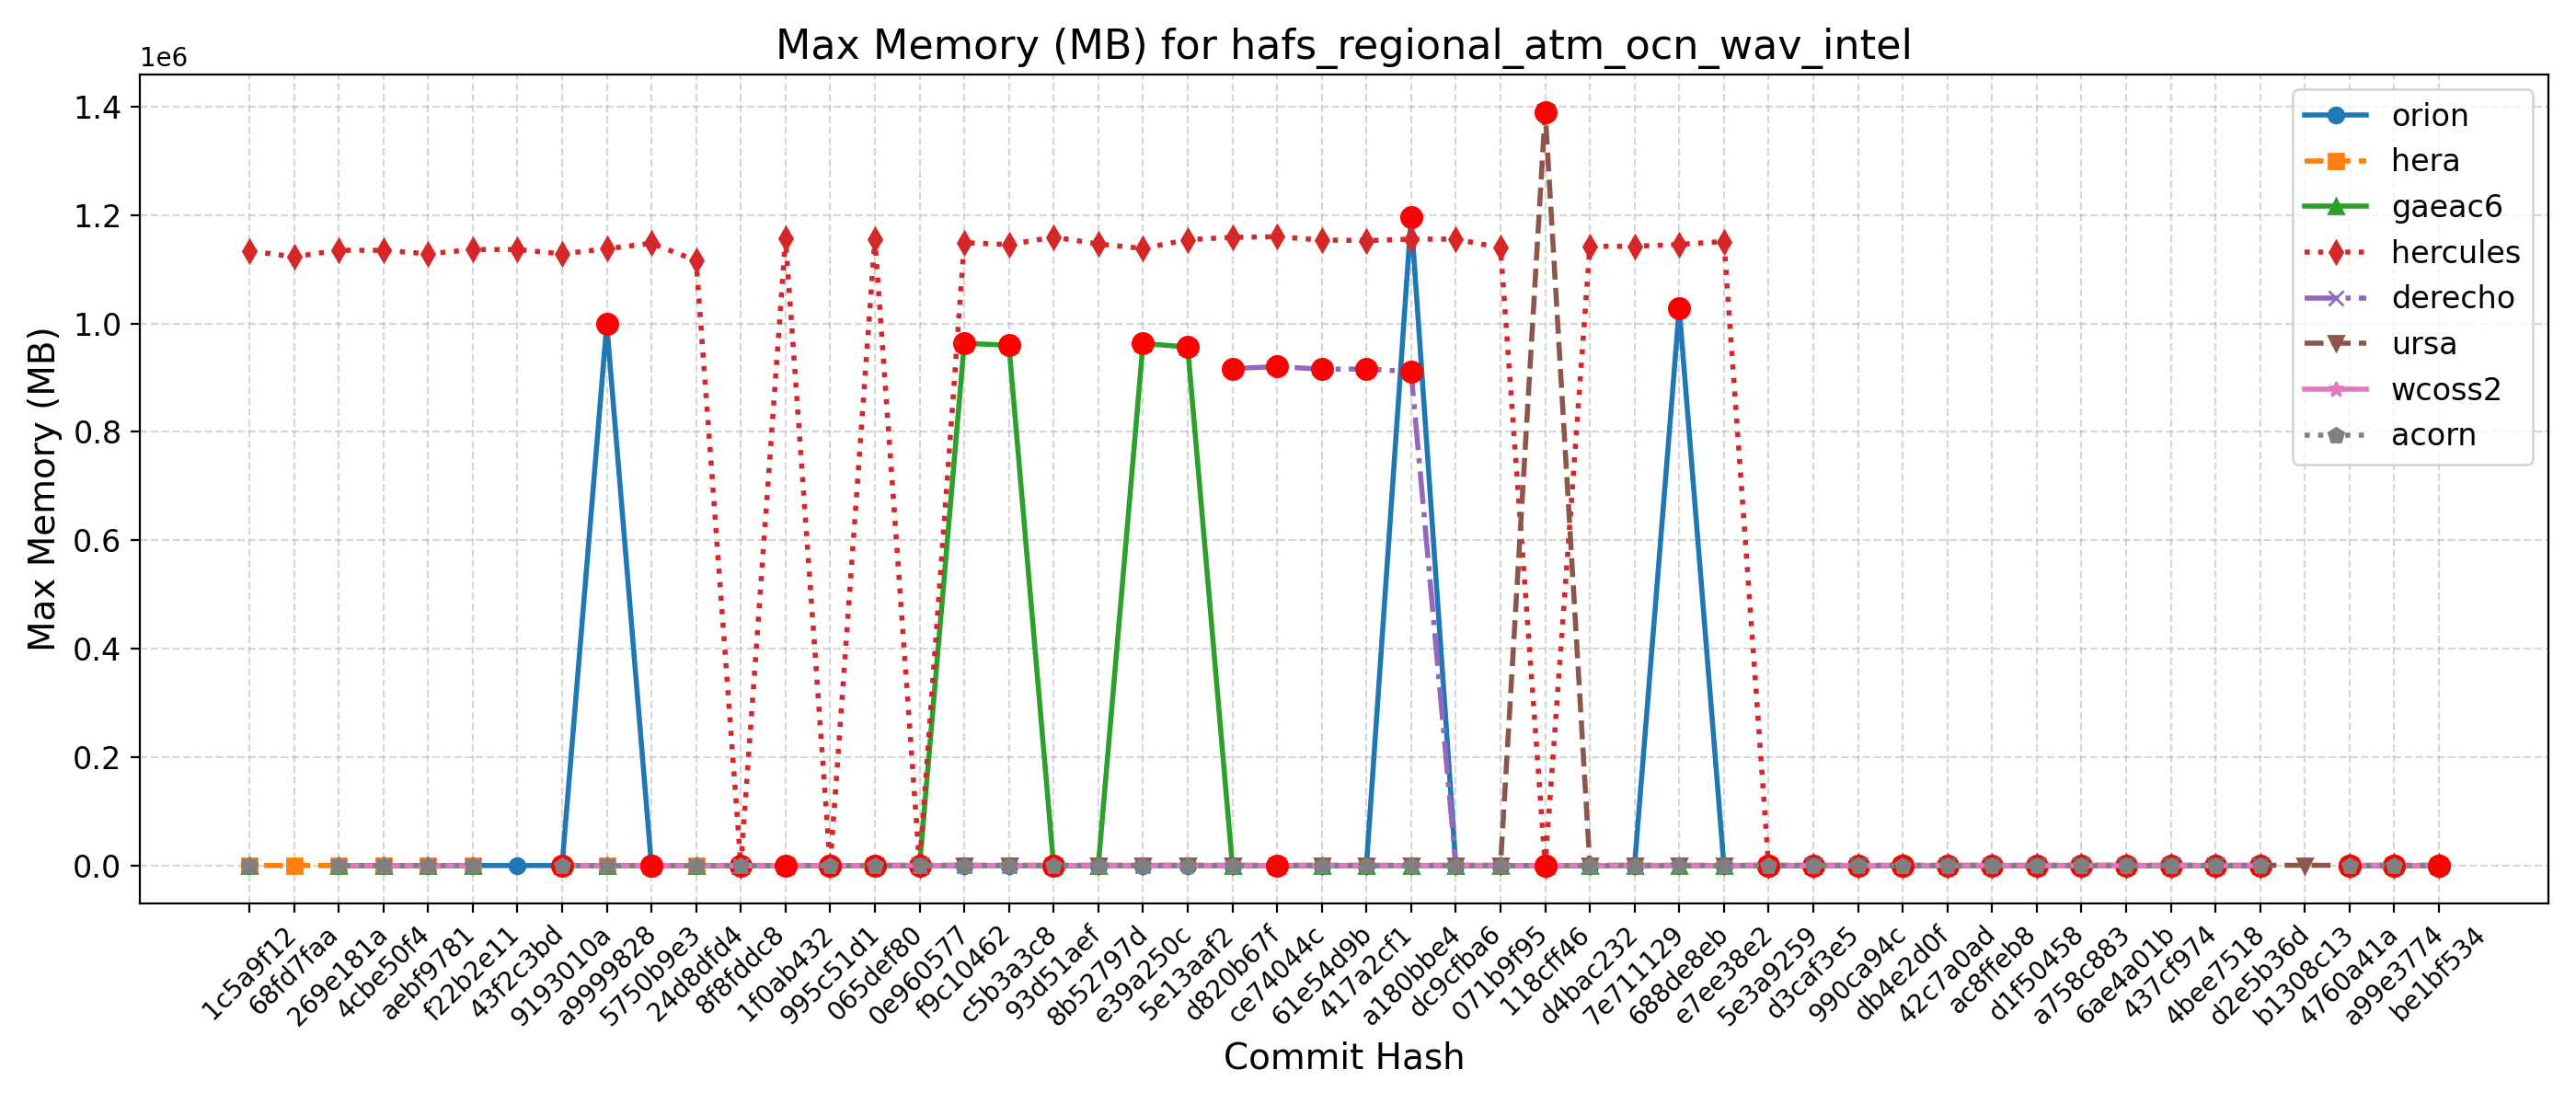 Max Memory (MB) for hafs_regional_atm_ocn_wav_intel
1e6
1.4
1.2
1.0
0.8
0.6
0.4
0.2
0.0
Max Memory (MB)
orion
hera
gaeac6
hercules
derecho
ursa
wcoss2
acorn
1c5a9f12
68fd7faa
269e181a
4cbe50f4
aebf9781
f22b2e11
43f2c3bd
9193010a
a9999828
5750b9e3
24d8dfd4
8f8fddc8
1f0ab432
995c51d1
065def80
0e960577
f9c10462
c5b3a3c8
93d51aef
8b52797d
e39a250c
5e13aaf2
d820b67f
ce74044c
61e54d9b
417a2cf1
a180bbe4
dc9cfba6
071b9f95
118cff46
d4bac232
7e711129
688de8eb
e7ee38e2
5e3a9259
d3caf3e5
990ca94c
db4e2d0f
42c7a0ad
ac8ffeb8
d1f50458
a758c883
6ae4a01b
437cf974
4bee7518
d2e5b36d
b1308c13
4760a41a
a99e3774
be1bf534
Commit Hash